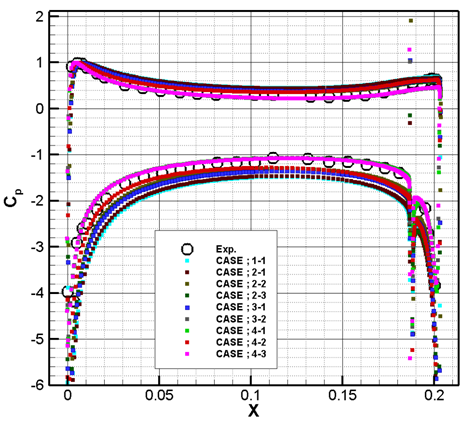 2
1
0
-1
-2
-3
-4
-5
-6
Cp
Exp.
CASE ; 1-1
CASE ; 2-1
CASE ; 2-2
CASE ; 2-3
CASE ; 3-1
CASE ; 3-2
CASE ; 4-1
CASE ; 4-2
CASE ; 4-3
0 0.05 0.1 0.15 0.2
X